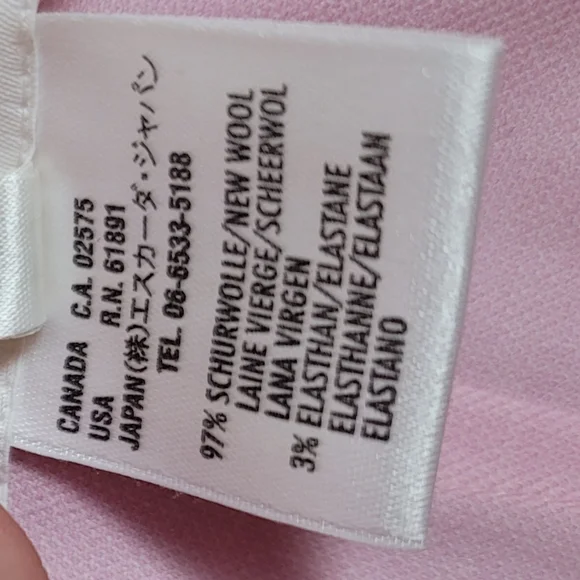 CANADA C.A. 02575
USA R.N. 61891
JAPAN(株)エスカーダ・ジャパン
TEL. 06-6533-5188
97% SCHURWOLLE/NEW WOOL
LAINE VIERGE/SCHEERWOL
LANA VIRGEN
3% ELASTHAN/ELASTANE
ELASTHANNE/ELASTAAN
ELASTANO